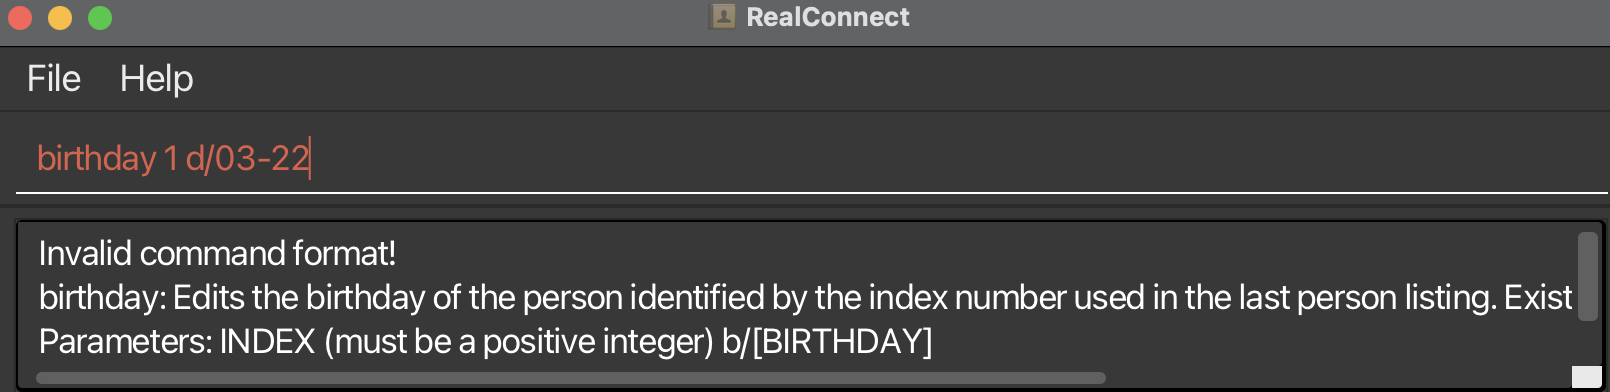 RealConnect
File Help
birthday 1 d/03-22
Invalid command format!
birthday: Edits the birthday of the person identified by the index number used in the last person listing. Exist
Parameters: INDEX (must be a positive integer) b/[BIRTHDAY]